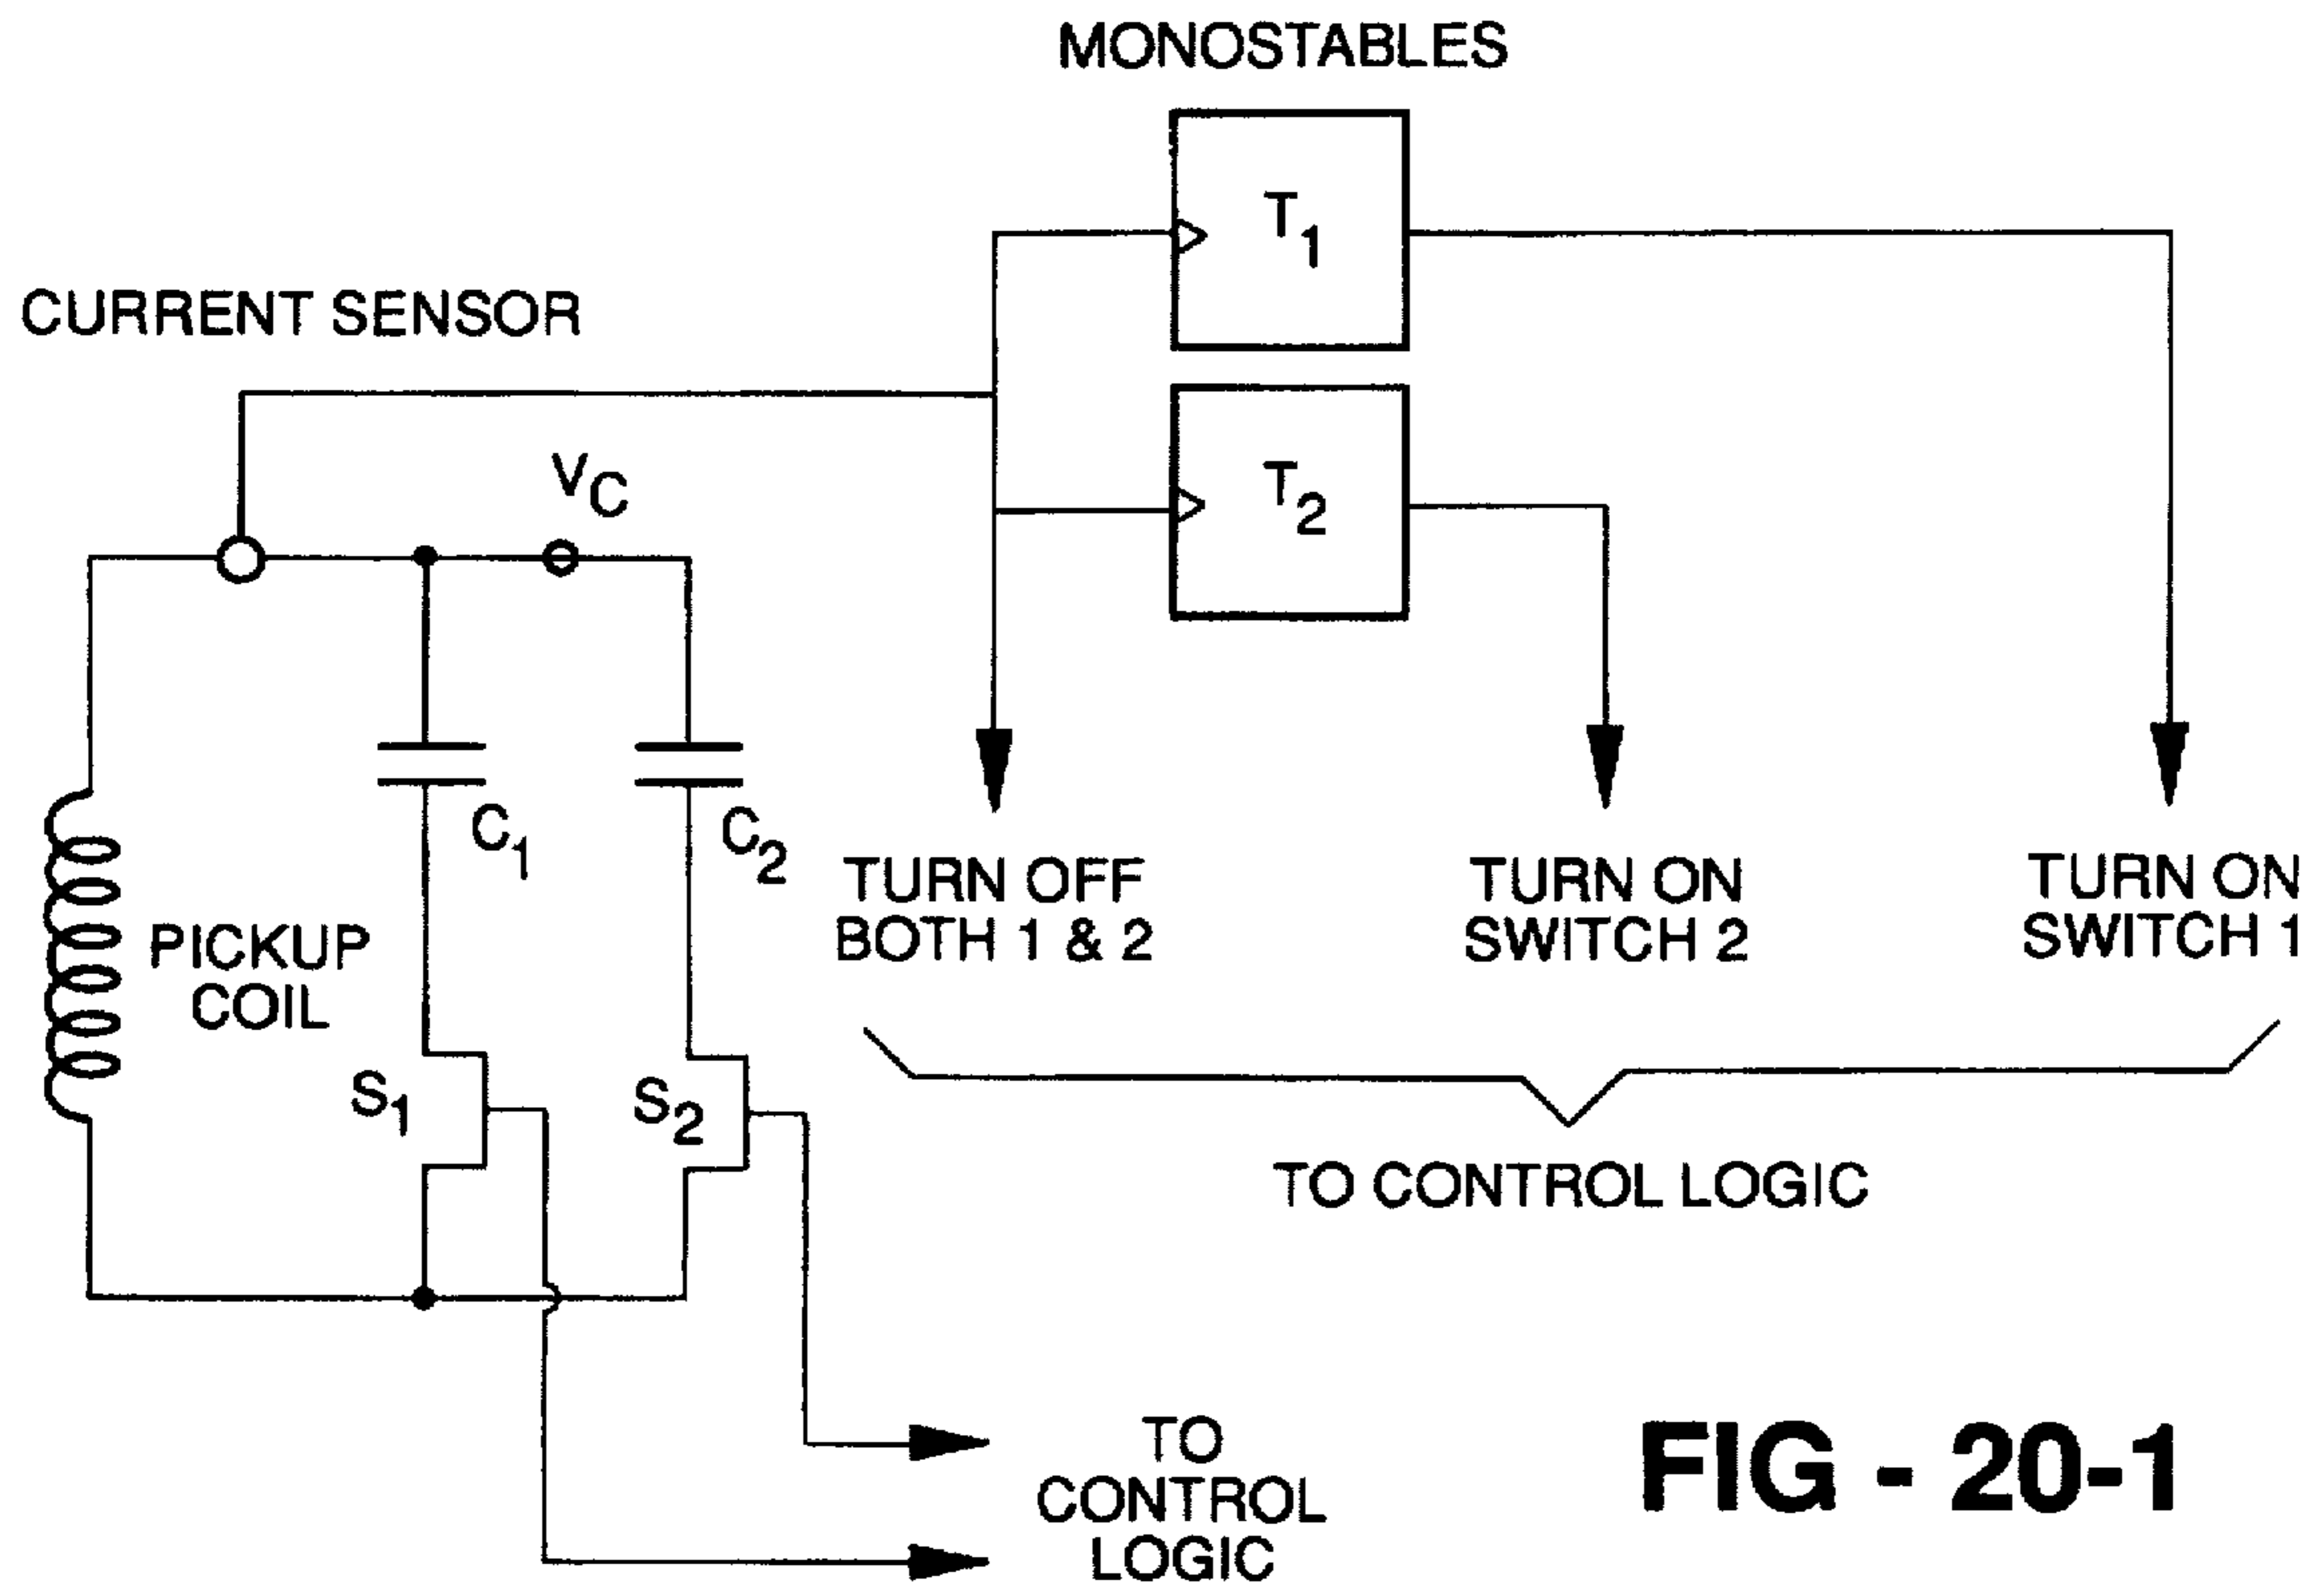 MONOSTABLES
T1
CURRENT SENSOR
VC
T2
C1
C2
PICKUP
COIL
TURN OFF
BOTH 1 & 2
TURN ON
SWITCH 2
TURN ON
SWITCH 1
S1
S2
TO CONTROL LOGIC
TO
CONTROL
LOGIC
FIG - 20-1